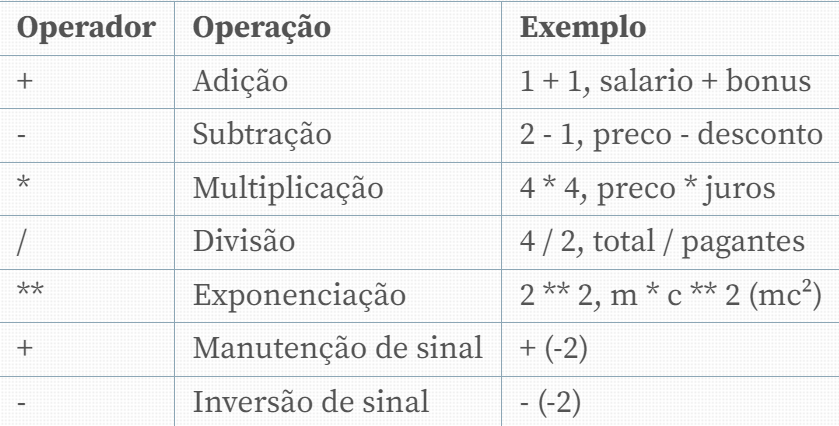 Operador Operação Exemplo
+ Adição 1 + 1, salario + bonus
- Subtração 2 - 1, preco - desconto
* Multiplicação 4 * 4, preco * juros
/ Divisão 4 / 2, total / pagantes
** Exponenciação 2 ** 2, m * c ** 2 (mc²)
+ Manutenção de sinal + (-2)
- Inversão de sinal - (-2)